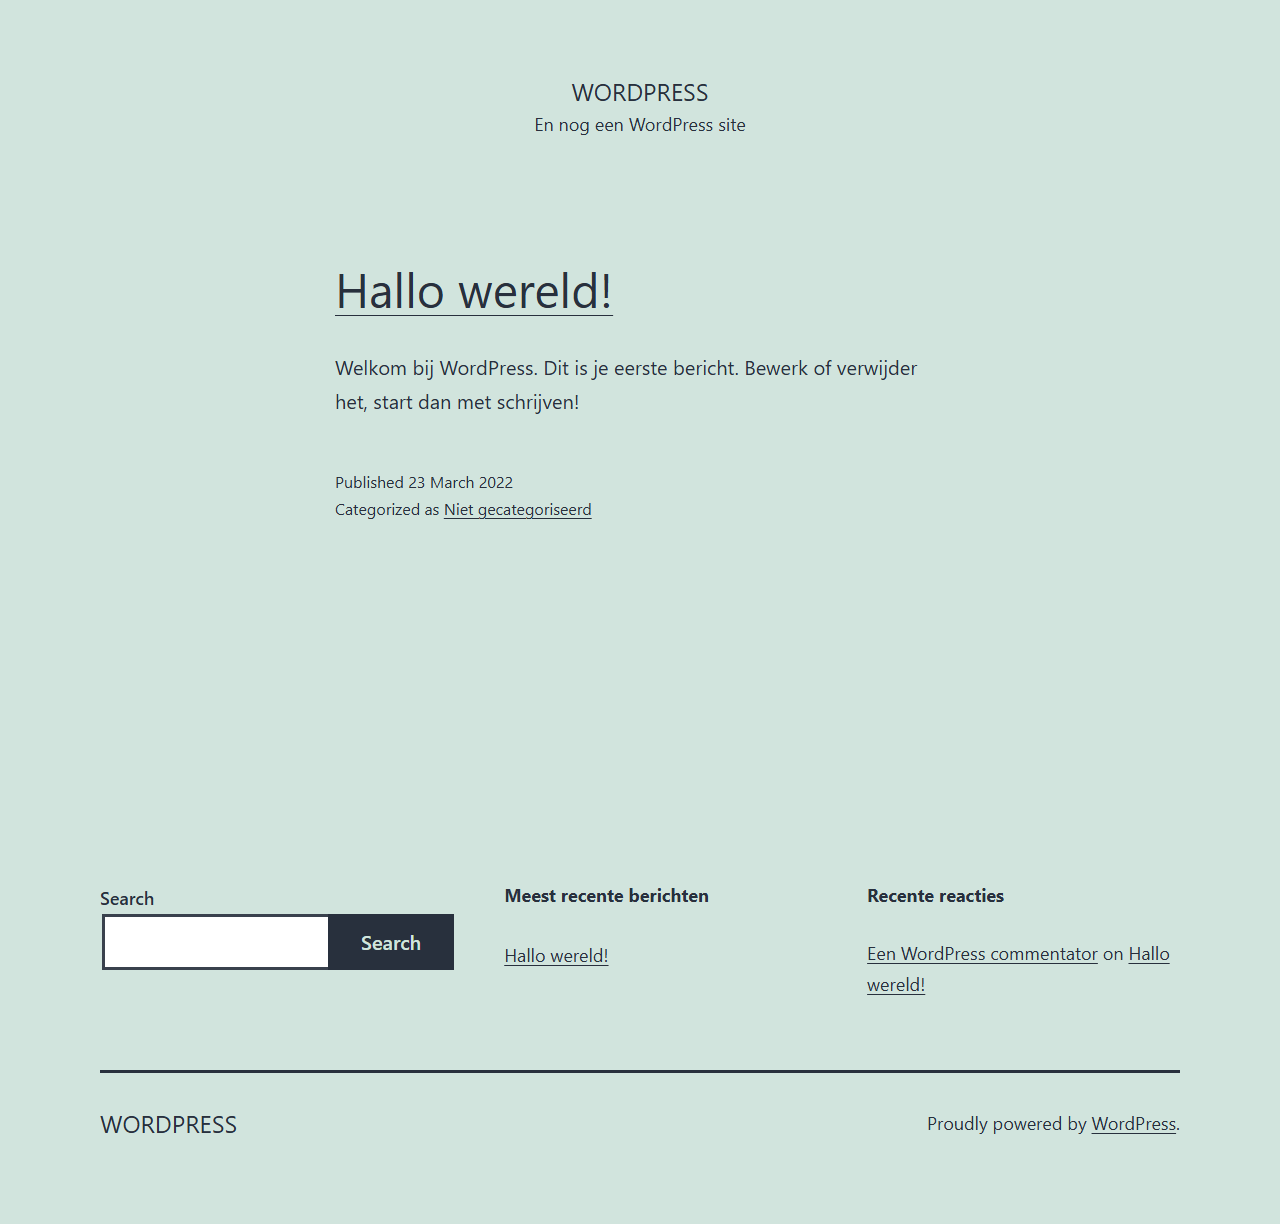 WORDPRESS
En nog een WordPress site
Hallo wereld!
Welkom bij WordPress. Dit is je eerste bericht. Bewerk of verwijder
het, start dan met schrijven!
Published 23 March 2022
Categorized as Niet gecategoriseerd
Search
Search
Meest recente berichten
Hallo wereld!
Recente reacties
Een WordPress commentator on Hallo
wereld!
WORDPRESS
Proudly powered by WordPress.